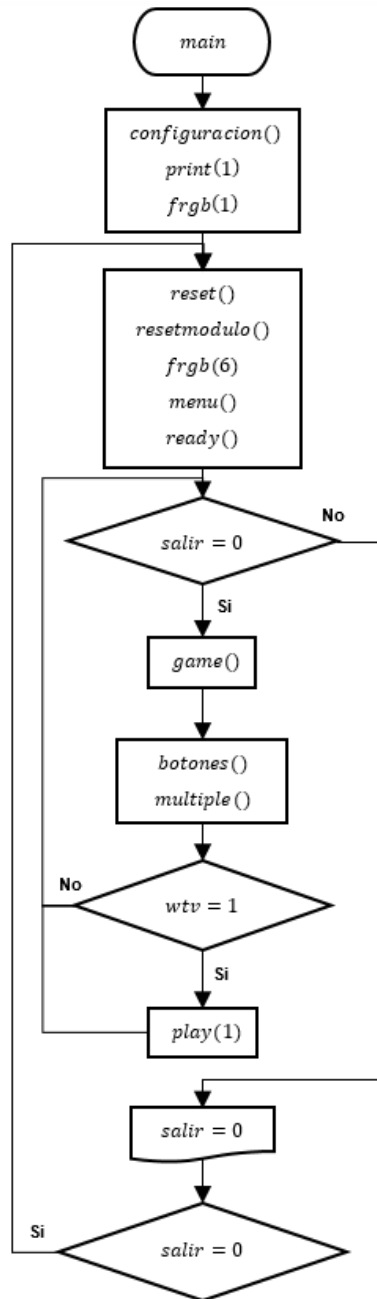 main
configuracion()
print(1)
frgb(1)
reset()
resetmodulo()
frgb(6)
menu()
ready()
No
salir = 0
Si
game()
botones()
multiple()
No
wtv = 1
Si
play(1)
salir = 0
Si
salir = 0